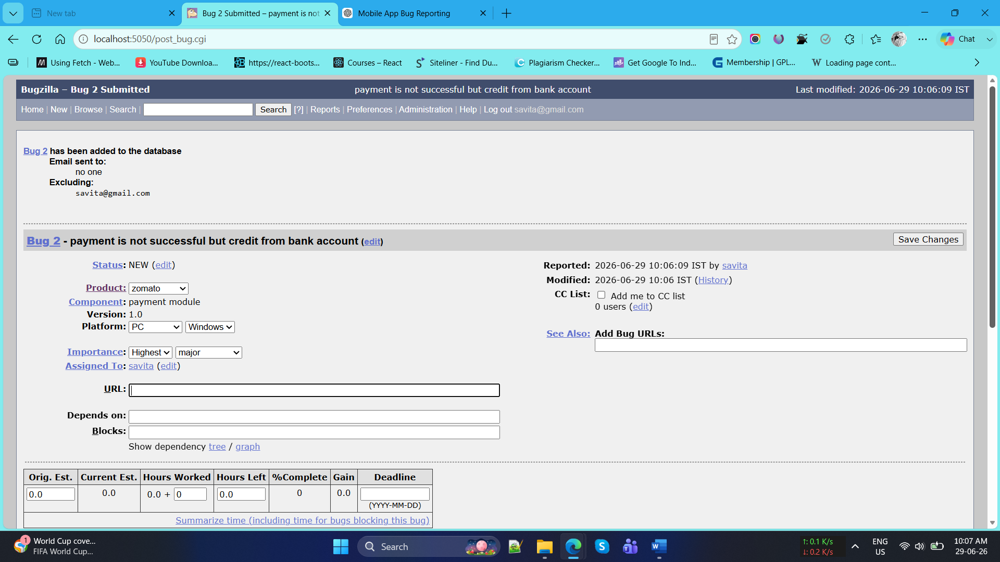 New tab
Bug 2 Submitted – payment is not
Mobile App Bug Reporting
localhost:5050/post_bug.cgi
Chat
Using Fetch - Web...
YouTube Downloa...
https://react-boots...
Courses – React
Siteliner - Find Du...
Plagiarism Checker...
Get Google To Ind...
Membership | GPL...
Loading page cont...
Bugzilla – Bug 2 Submitted
payment is not successful but credit from bank account
Last modified: 2026-06-29 10:06:09 IST
Home | New | Browse | Search | Search [?] | Reports | Preferences | Administration | Help | Log out savita@gmail.com
Bug 2 has been added to the database
Email sent to:
no one
Excluding:
savita@gmail.com
Bug 2 - payment is not successful but credit from bank account (edit)
Save Changes
Status: NEW (edit)
Product: zomato
Component: payment module
Version: 1.0
Platform: PC Windows
Importance: Highest major
Assigned To: savita (edit)
URL:
Depends on:
Blocks:
Show dependency tree / graph
Reported: 2026-06-29 10:06:09 IST by savita
Modified: 2026-06-29 10:06 IST (History)
CC List: Add me to CC list
0 users (edit)
See Also: Add Bug URLs:
Orig. Est. Current Est. Hours Worked Hours Left %Complete Gain Deadline
0.0 0.0 0.0 + 0 0.0 0 0.0
(YYYY-MM-DD)
Summarize time (including time for bugs blocking this bug)
1
World Cup cove...
FIFA World Cup...
Search
↑: 0.1 K/s
↓: 0.2 K/s
ENG
US
10:07 AM
29-06-26